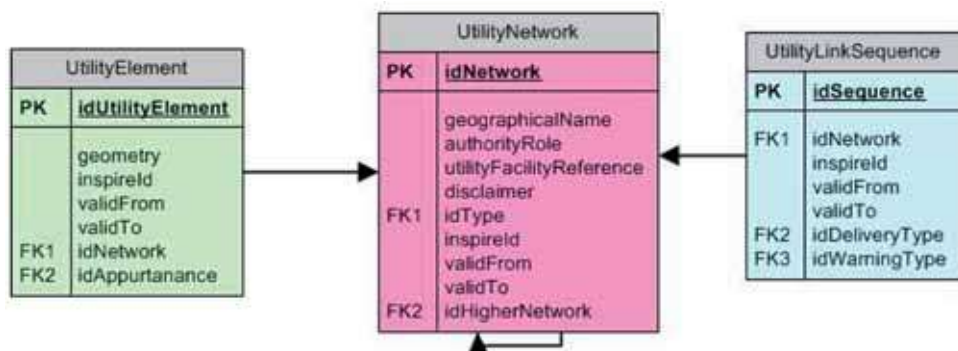 UtilityElement
PK idUtilityElement
geometry
inspireId
validFrom
validTo
FK1 idNetwork
FK2 idAppurtanance
UtilityNetwork
PK idNetwork
geographicalName
authorityRole
utilityFacilityReference
disclaimer
FK1 idType
inspireId
validFrom
validTo
FK2 idHigherNetwork
UtilityLinkSequence
PK idSequence
FK1 idNetwork
inspireId
validFrom
validTo
FK2 idDeliveryType
FK3 idWarningType